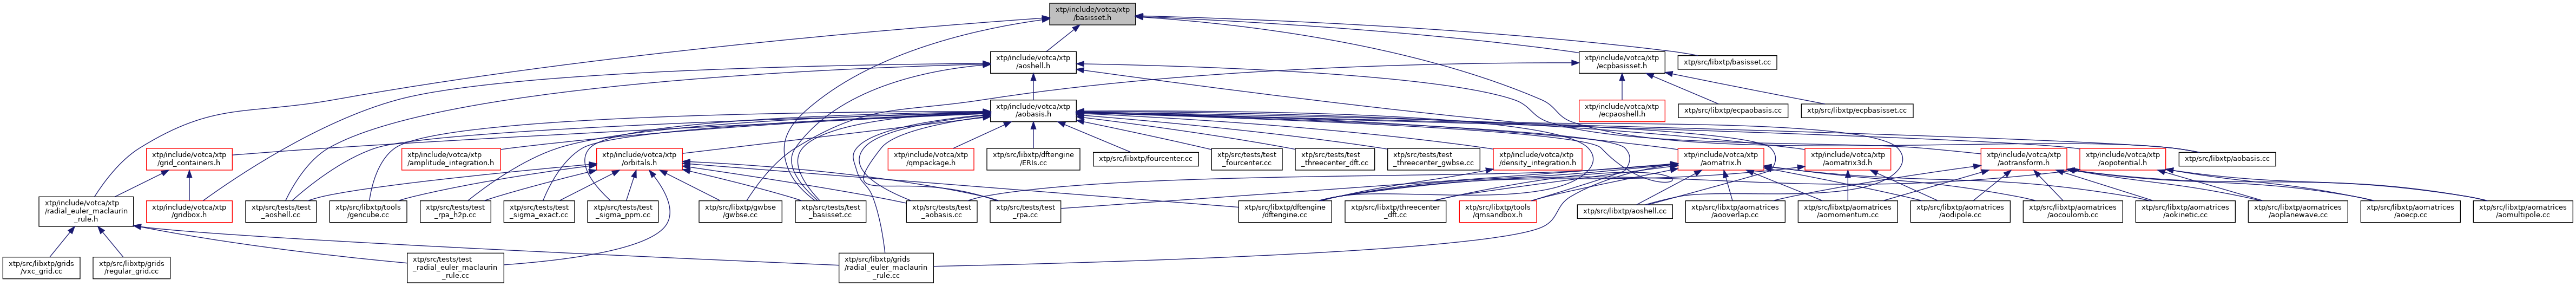 xtp/include/votca/xtp
/basisset.h
xtp/include/votca/xtp
/aoshell.h
xtp/include/votca/xtp
/ecpbasisset.h
xtp/src/libxtp/basisset.cc
xtp/include/votca/xtp
/aobasis.h
xtp/include/votca/xtp
/ecpaoshell.h
xtp/src/libxtp/ecpaobasis.cc
xtp/src/libxtp/ecpbasisset.cc
xtp/include/votca/xtp
/grid_containers.h
xtp/include/votca/xtp
/amplitude_integration.h
xtp/include/votca/xtp
/orbitals.h
xtp/include/votca/xtp
/qmpackage.h
xtp/src/libxtp/dftengine
/ERIs.cc
xtp/src/libxtp/fourcenter.cc
xtp/src/tests/test
_fourcenter.cc
xtp/src/tests/test
_threecenter_dft.cc
xtp/src/tests/test
_threecenter_gwbse.cc
xtp/include/votca/xtp
/density_integration.h
xtp/include/votca/xtp
/aomatrix.h
xtp/include/votca/xtp
/aomatrix3d.h
xtp/include/votca/xtp
/aotransform.h
xtp/include/votca/xtp
/aopotential.h
xtp/src/libxtp/aobasis.cc
xtp/include/votca/xtp
/radial_euler_maclaurin
_rule.h
xtp/include/votca/xtp
/gridbox.h
xtp/src/tests/test
_aoshell.cc
xtp/src/libxtp/tools
/gencube.cc
xtp/src/tests/test
_rpa_h2p.cc
xtp/src/tests/test
_sigma_exact.cc
xtp/src/tests/test
_sigma_ppm.cc
xtp/src/libxtp/gwbse
/gwbse.cc
xtp/src/tests/test
_basisset.cc
xtp/src/tests/test
_aobasis.cc
xtp/src/tests/test
_rpa.cc
xtp/src/libxtp/dftengine
/dftengine.cc
xtp/src/libxtp/threecenter
_dft.cc
xtp/src/libxtp/tools
/qmsandbox.h
xtp/src/libxtp/aoshell.cc
xtp/src/libxtp/aomatrices
/aooverlap.cc
xtp/src/libxtp/aomatrices
/aomomentum.cc
xtp/src/libxtp/aomatrices
/aodipole.cc
xtp/src/libxtp/aomatrices
/aocoulomb.cc
xtp/src/libxtp/aomatrices
/aokinetic.cc
xtp/src/libxtp/aomatrices
/aoplanewave.cc
xtp/src/libxtp/aomatrices
/aoecp.cc
xtp/src/libxtp/aomatrices
/aomultipole.cc
xtp/src/libxtp/grids
/vxc_grid.cc
xtp/src/libxtp/grids
/regular_grid.cc
xtp/src/tests/test
_radial_euler_maclaurin
_rule.cc
xtp/src/libxtp/grids
/radial_euler_maclaurin
_rule.cc